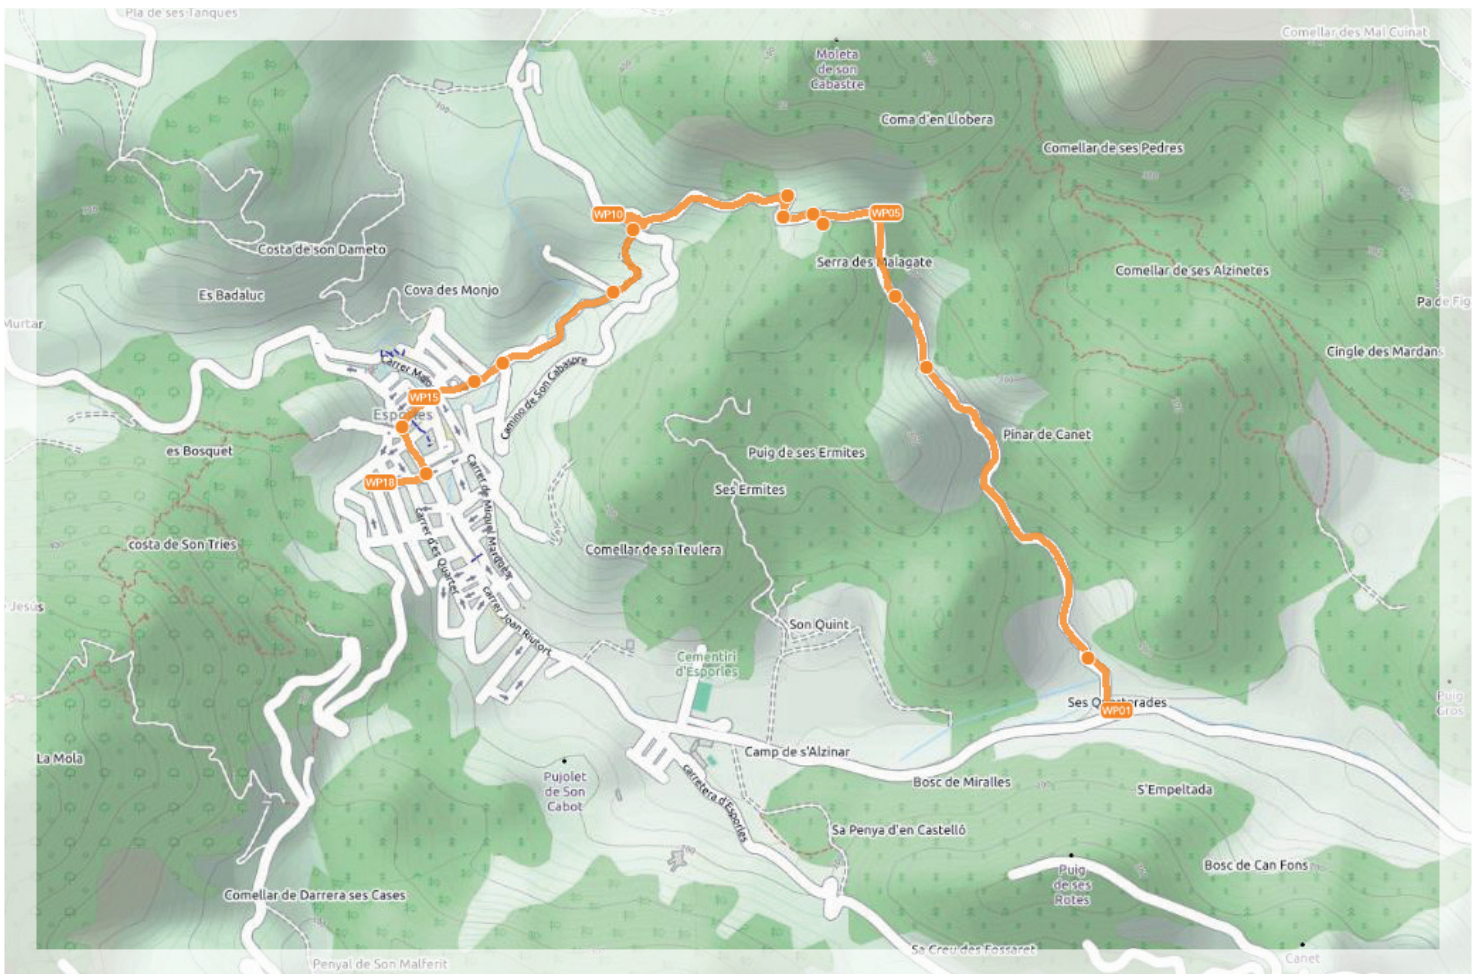 Pla de ses Tanques
Comellar des Mal Cuinat
Moleta
de son
Cabastre
Coma d'en Llobera
Comellar de ses Pedres
WP10
WP05
Costa de son Dameto
Serra des Malagate
Comellar de ses Alzinetes
Es Badaluc
Cova des Monjo
Pa de Fig
Murtar
Cingle des Mardans
WP15
Esporles
Camino de Son Cabaspre
es Bosquet
Pinar de Canet
Puig de ses Ermites
WP18
Carrer de Miquel Marquès
Ses Ermites
Carrer d'es Quarter
costa de Son Tries
Comellar de sa Teulera
Jesús
Carrer Joan Riutort
Son Quint
Cementiri
d'Esporles
Ses Quarterades
WP01
Puig
Gros
La Mola
Camp de s'Alzinar
Pujolet
de Son
Cabot
Bosc de Miralles
S'Empeltada
carretera d'Esporles
Sa Penya d'en Castelló
Bosc de Can Fons
Puig
de ses
Rotes
Comellar de Darrera ses Cases
Sa Creu des Fossaret
Canet
Penyal de Son Malferit